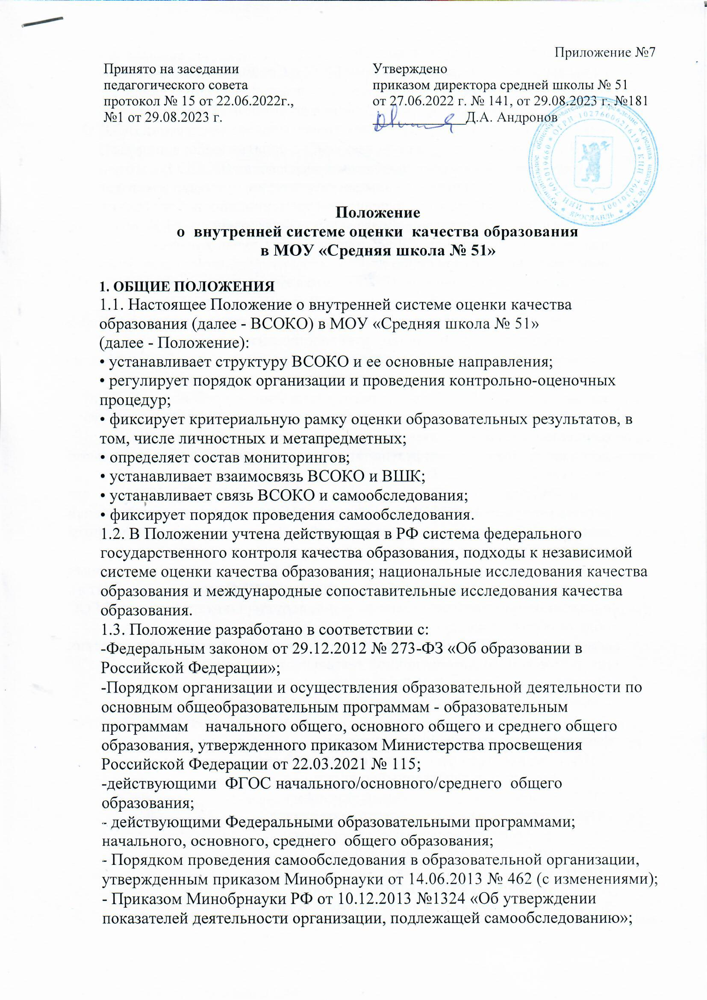 Приложение №7
Принято на заседании
педагогического совета
протокол № 15 от 22.06.2022г.,
№1 от 29.08.2023 г.
Утверждено
приказом директора средней школы № 51
от 27.06.2022 г. № 141, от 29.08.2023 г. №181
Д.А. Андронов
муниципальное общеобразовательное учреждение «Средняя школа № 51»
* ЯРОСЛАВЛЬ *
* ОГРН 1027600621619 * КПП 760301001 * ИНН 7603019660
Положение
о внутренней системе оценки качества образования
в МОУ «Средняя школа № 51»
1. ОБЩИЕ ПОЛОЖЕНИЯ
1.1. Настоящее Положение о внутренней системе оценки качества
образования (далее - ВСОКО) в МОУ «Средняя школа № 51»
(далее - Положение):
• устанавливает структуру ВСОКО и ее основные направления;
• регулирует порядок организации и проведения контрольно-оценочных
процедур;
• фиксирует критериальную рамку оценки образовательных результатов, в
том, числе личностных и метапредметных;
• определяет состав мониторингов;
• устанавливает взаимосвязь ВСОКО и ВШК;
• устанавливает связь ВСОКО и самообследования;
• фиксирует порядок проведения самообследования.
1.2. В Положении учтена действующая в РФ система федерального
государственного контроля качества образования, подходы к независимой
системе оценки качества образования; национальные исследования качества
образования и международные сопоставительные исследования качества
образования.
1.3. Положение разработано в соответствии с:
-Федеральным законом от 29.12.2012 № 273-ФЗ «Об образовании в
Российской Федерации»;
-Порядком организации и осуществления образовательной деятельности по
основным общеобразовательным программам - образовательным
программам начального общего, основного общего и среднего общего
образования, утвержденного приказом Министерства просвещения
Российской Федерации от 22.03.2021 № 115;
-действующими ФГОС начального/основного/среднего общего
образования;
- действующими Федеральными образовательными программами;
начального, основного, среднего общего образования;
- Порядком проведения самообследования в образовательной организации,
утвержденным приказом Минобрнауки от 14.06.2013 № 462 (с изменениями);
- Приказом Минобрнауки РФ от 10.12.2013 №1324 «Об утверждении
показателей деятельности организации, подлежащей самообследованию»;